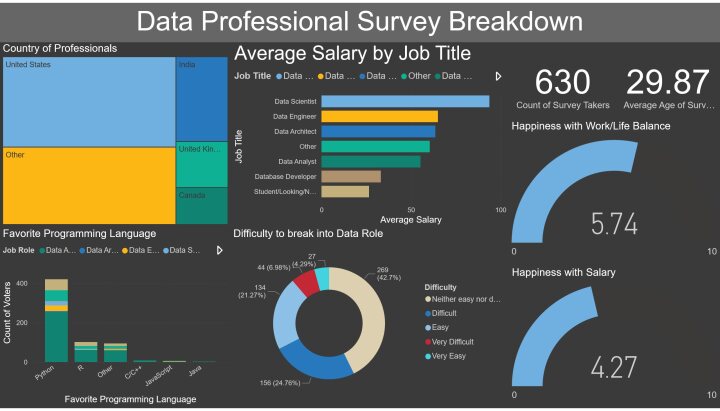 Data Professional Survey Breakdown
Country of Professionals
United States
India
Other
United Kin...
Canada
Average Salary by Job Title
Job Title Data ... Data ... Data ... Other Data ...
Job Title
Data Scientist
Data Engineer
Data Architect
Other
Data Analyst
Database Developer
Student/Looking/N...
0 50 100
Average Salary
630
Count of Survey Takers
29.87
Average Age of Surv...
Happiness with Work/Life Balance
5.74
0 10
Favorite Programming Language
Job Role Data A... Data Ar... Data E... Data S...
Count of Voters
400
200
0
Python R Other C/C++ JavaScript Java
Favorite Programming Language
Difficulty to break into Data Role
27
(4.29%)
44 (6.98%)
134
(21.27%)
269
(42.7%)
156 (24.76%)
Difficulty
Neither easy nor d...
Difficult
Easy
Very Difficult
Very Easy
Happiness with Salary
4.27
0 10